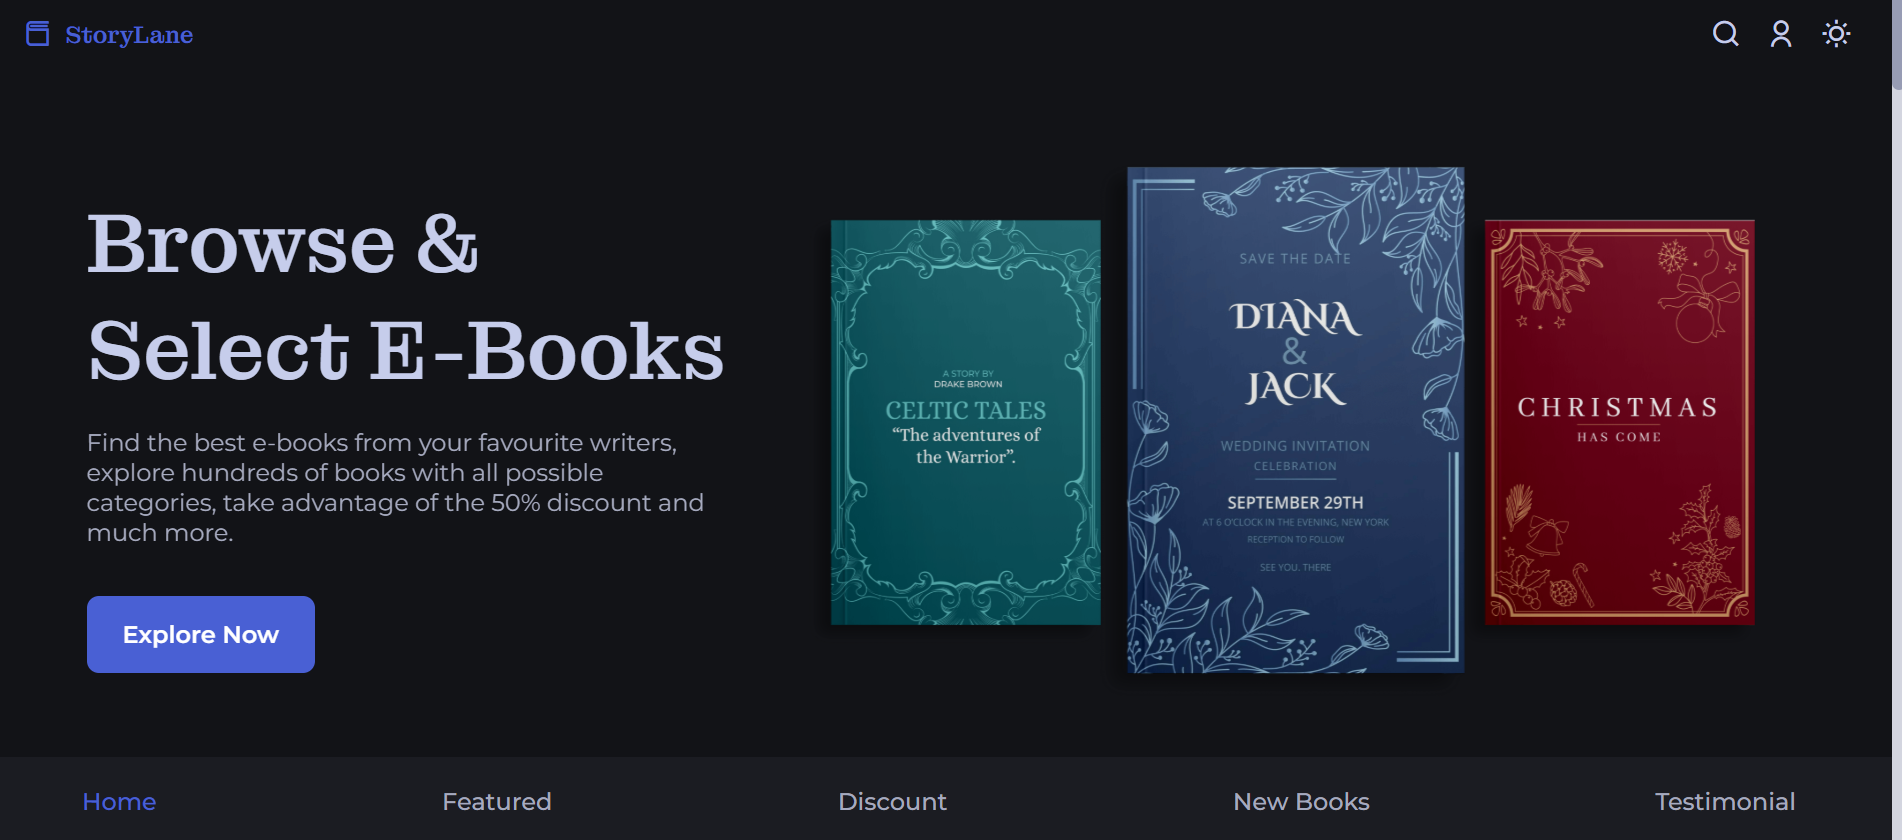 StoryLane
Browse &
Select E-Books
Find the best e-books from your favourite writers,
explore hundreds of books with all possible
categories, take advantage of the 50% discount and
much more.
Explore Now
A STORY BY
DRAKE BROWN
CELTIC TALES
“The adventures of
the Warrior”.
SAVE THE DATE
DIANA
&
JACK
WEDDING INVITATION
CELEBRATION
SEPTEMBER 29TH
AT 6 O'CLOCK IN THE EVENING, NEW YORK
RECEPTION TO FOLLOW
SEE YOU. THERE
CHRISTMAS
HAS COME
Home
Featured
Discount
New Books
Testimonial